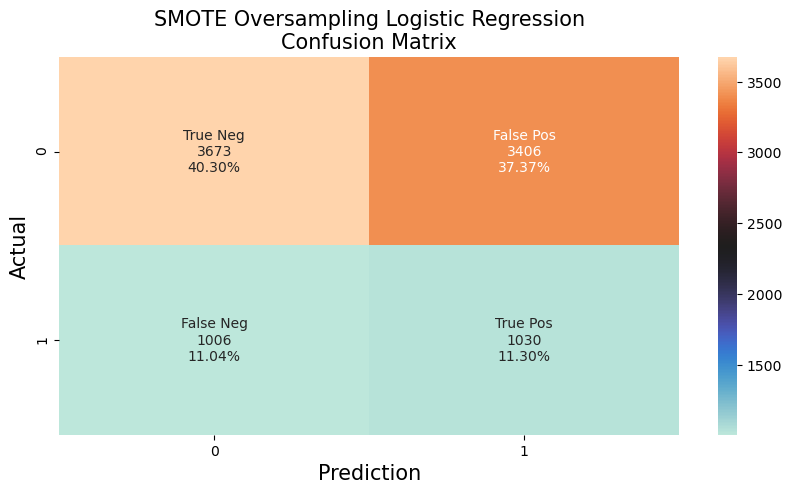 SMOTE Oversampling Logistic Regression
Confusion Matrix
True Neg
3673
40.30%
False Pos
3406
37.37%
False Neg
1006
11.04%
True Pos
1030
11.30%
0
1
Actual
0
1
Prediction
3500
3000
2500
2000
1500